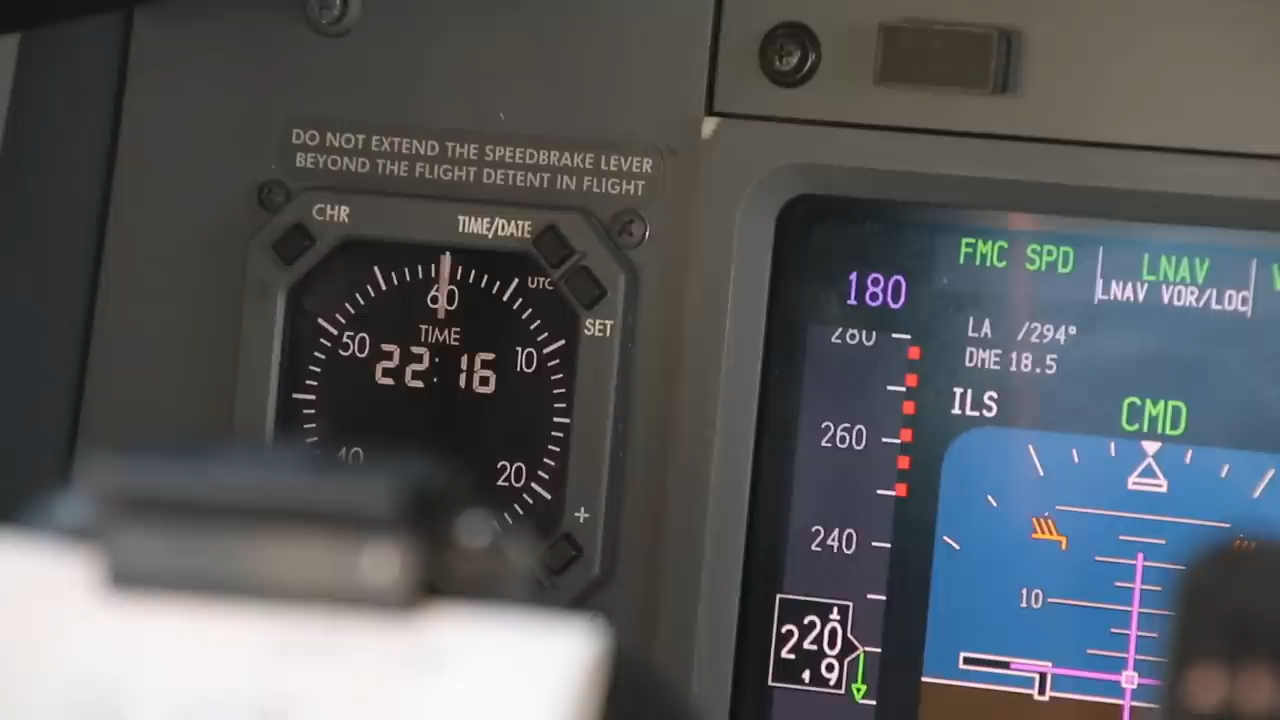 DO NOT EXTEND THE SPEEDBRAKE LEVER
BEYOND THE FLIGHT DETENT IN FLIGHT
CHR
TIME/DATE
UTC
SET
60
50
10
TIME
22:16
40
20
+
FMC SPD
LNAV
LNAV VOR/LOC
180
280
LA /294°
DME 18.5
ILS
CMD
260
240
10
220